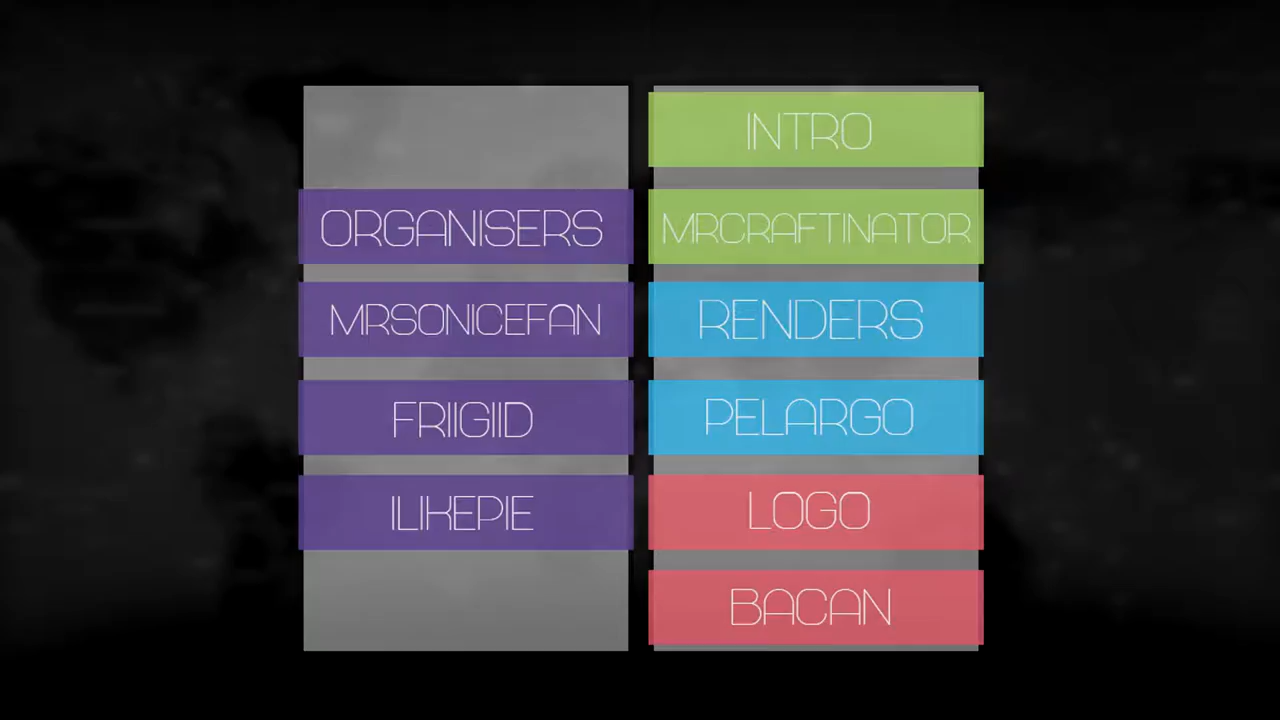 ORGANISERS
MRSONICEFAN
FRIIGIID
ILIKEPIE
INTRO
MRCRAFTINATOR
RENDERS
PELARGO
LOGO
BACAN